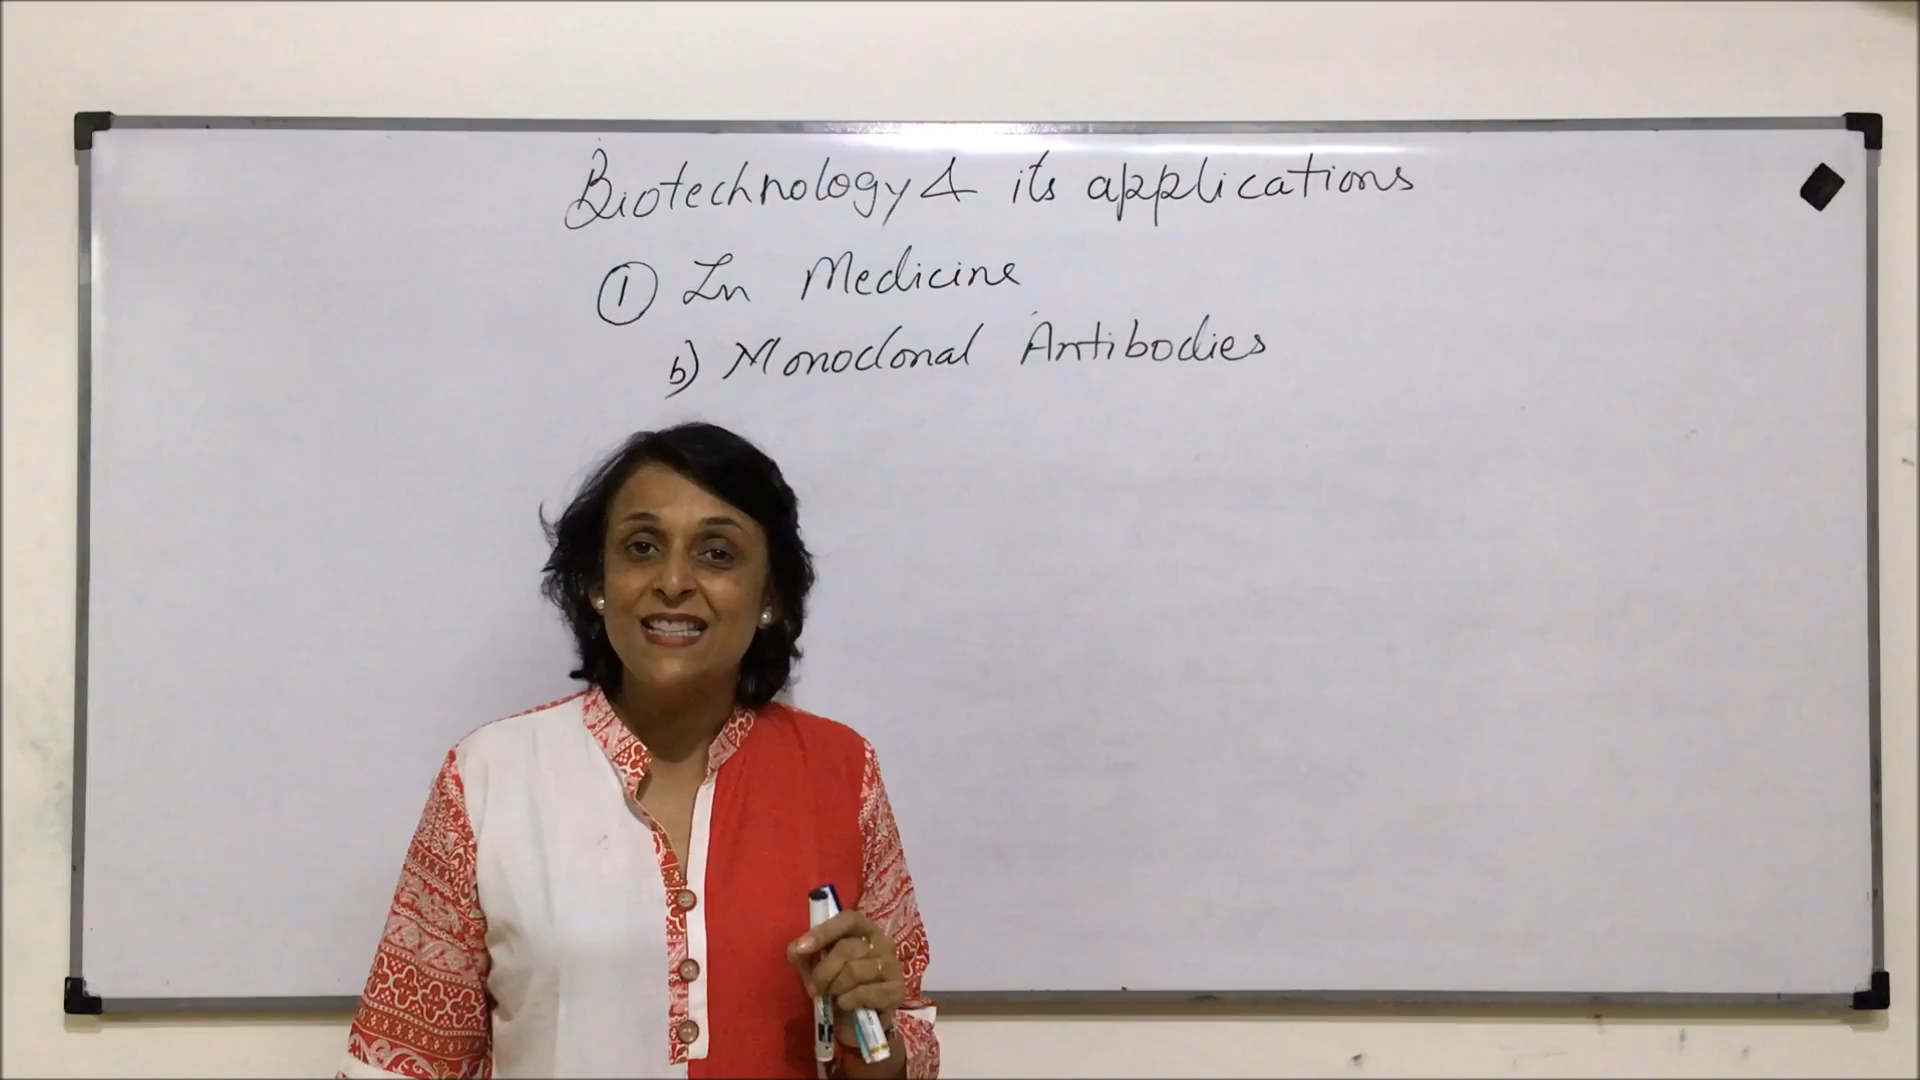 Biotechnology & its applications
① In Medicine
b) Monoclonal Antibodies